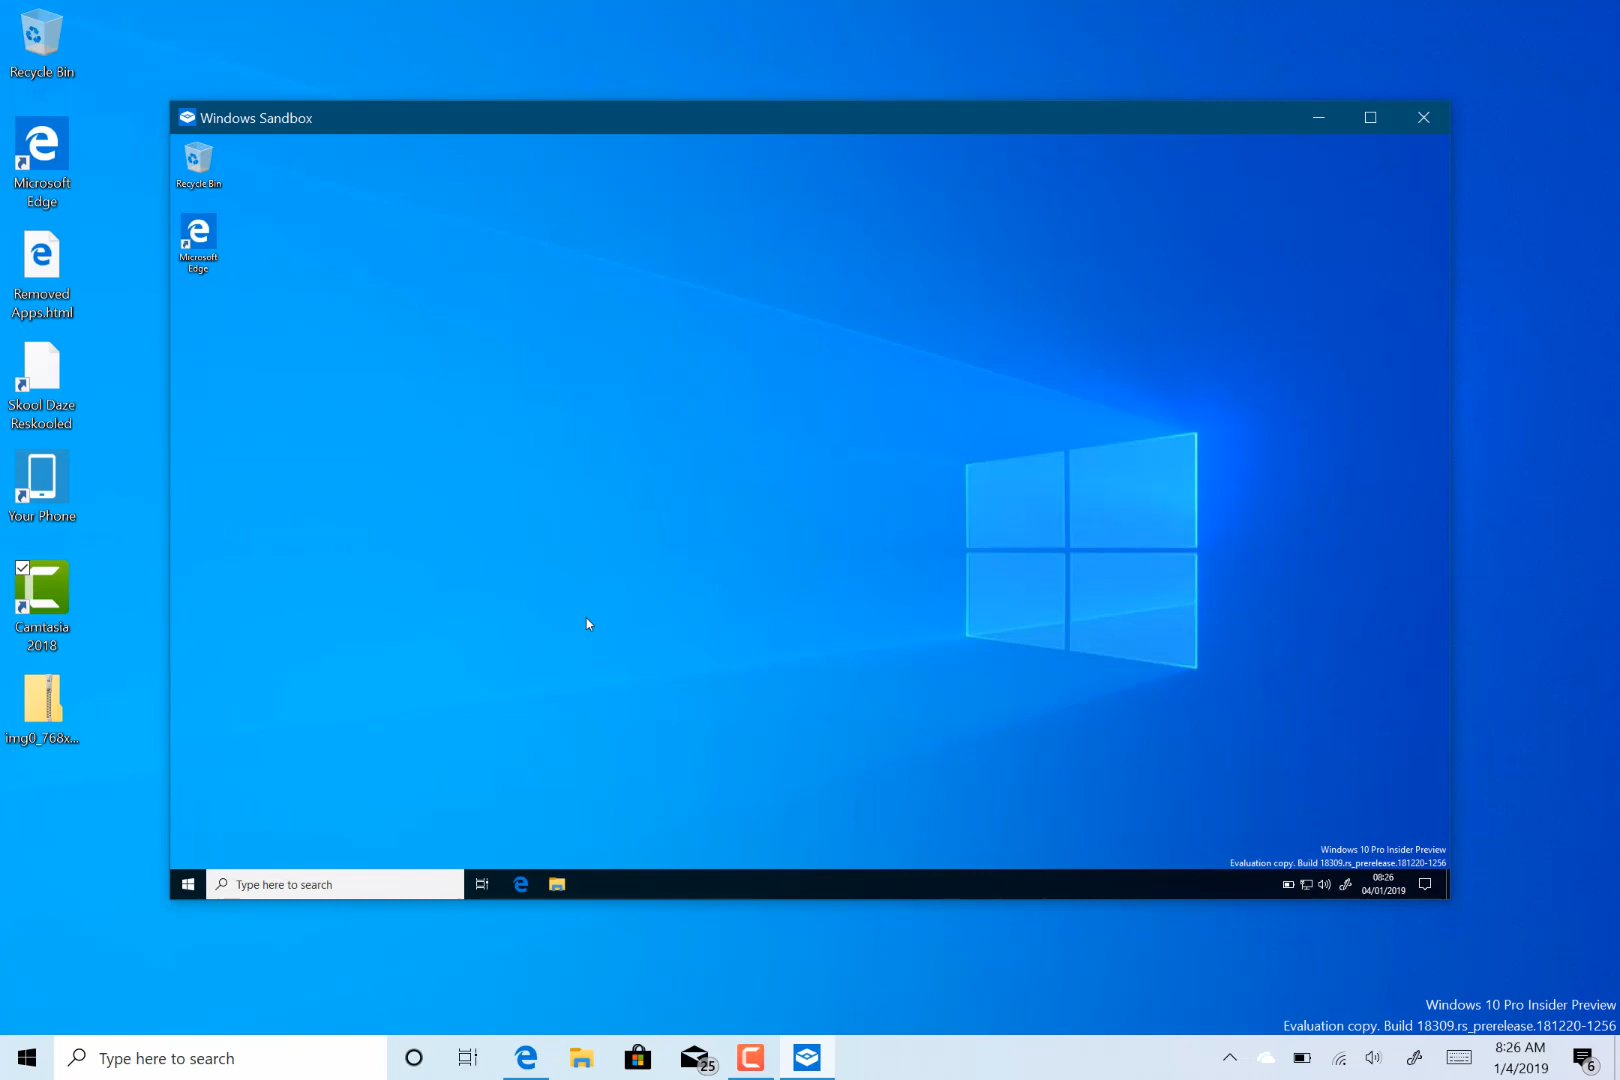 Recycle Bin
Microsoft
Edge
Removed
Apps.html
Skool Daze
Reskooled
Your Phone
Camtasia
2018
img0_768x...
Windows Sandbox
Recycle Bin
Microsoft
Edge
Windows 10 Pro Insider Preview
Evaluation copy. Build 18309.rs_prerelease.181220-1256
Type here to search
08:26
04/01/2019
Windows 10 Pro Insider Preview
Evaluation copy. Build 18309.rs_prerelease.181220-1256
Type here to search
25
8:26 AM
1/4/2019
6